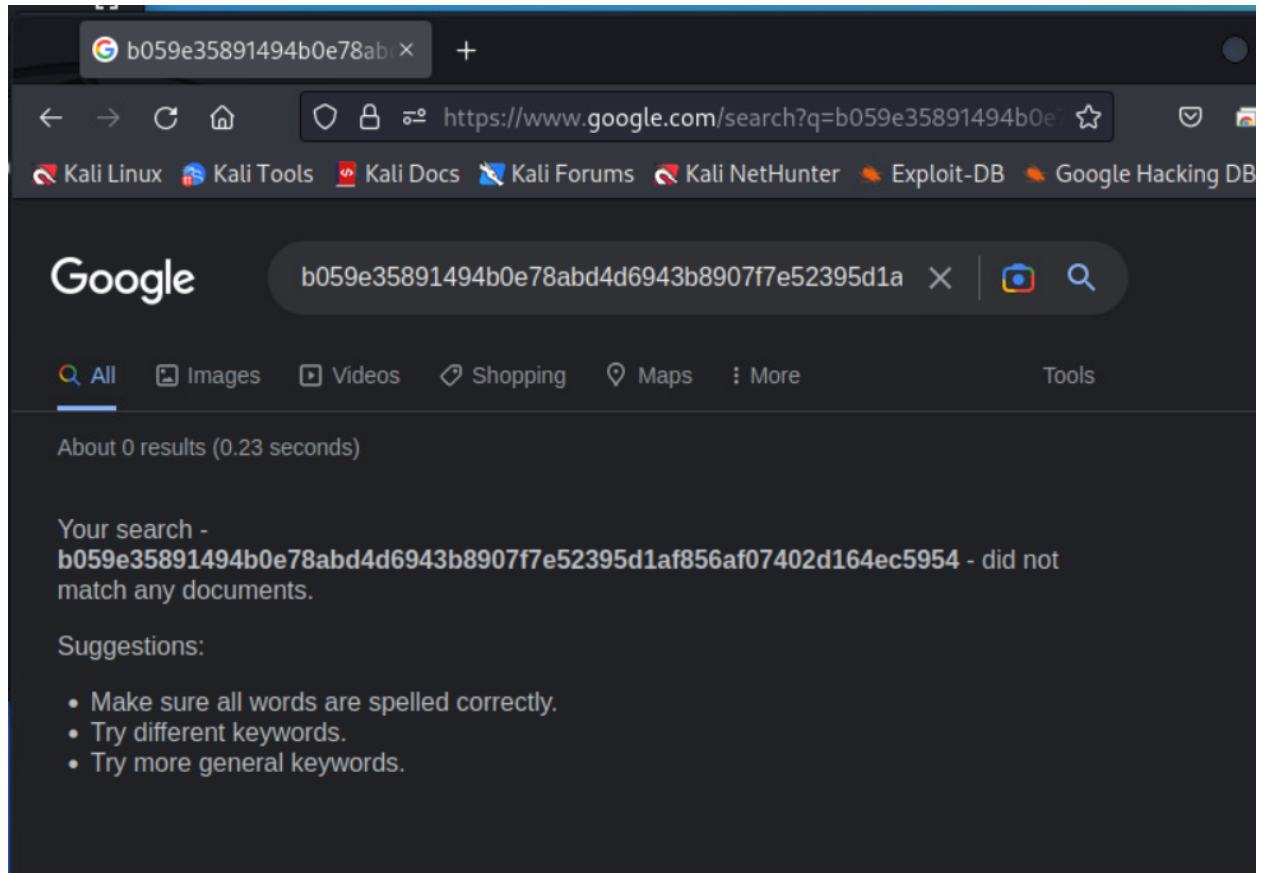 b059e35891494b0e78ab
https://www.google.com/search?q=b059e35891494b0e7
Kali Linux Kali Tools Kali Docs Kali Forums Kali NetHunter Exploit-DB Google Hacking DB
Google b059e35891494b0e78abd4d6943b8907f7e52395d1a
All Images Videos Shopping Maps More Tools
About 0 results (0.23 seconds)
Your search -
b059e35891494b0e78abd4d6943b8907f7e52395d1af856af07402d164ec5954 - did not
match any documents.
Suggestions:
• Make sure all words are spelled correctly.
• Try different keywords.
• Try more general keywords.